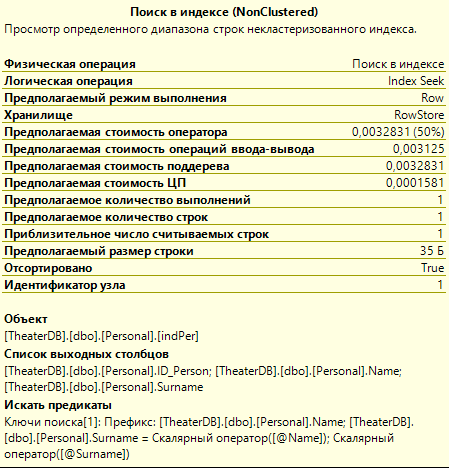 Поиск в индексе (NonClustered)
Просмотр определенного диапазона строк некластеризованного индекса.
Физическая операция Поиск в индексе
Логическая операция Index Seek
Предполагаемый режим выполнения Row
Хранилище RowStore
Предполагаемая стоимость оператора 0,0032831 (50%)
Предполагаемая стоимость операций ввода-вывода 0,003125
Предполагаемая стоимость поддерева 0,0032831
Предполагаемая стоимость ЦП 0,0001581
Предполагаемое количество выполнений 1
Предполагаемое количество строк 1
Приблизительное число считываемых строк 1
Предполагаемый размер строки 35 Б
Отсортировано True
Идентификатор узла 1
Объект
[TheaterDB].[dbo].[Personal].[indPer]
Список выходных столбцов
[TheaterDB].[dbo].[Personal].ID_Person; [TheaterDB].[dbo].[Personal].Name;
[TheaterDB].[dbo].[Personal].Surname
Искать предикаты
Ключи поиска[1]: Префикс: [TheaterDB].[dbo].[Personal].Name; [TheaterDB].
[dbo].[Personal].Surname = Скалярный оператор([@Name]); Скалярный
оператор([@Surname])